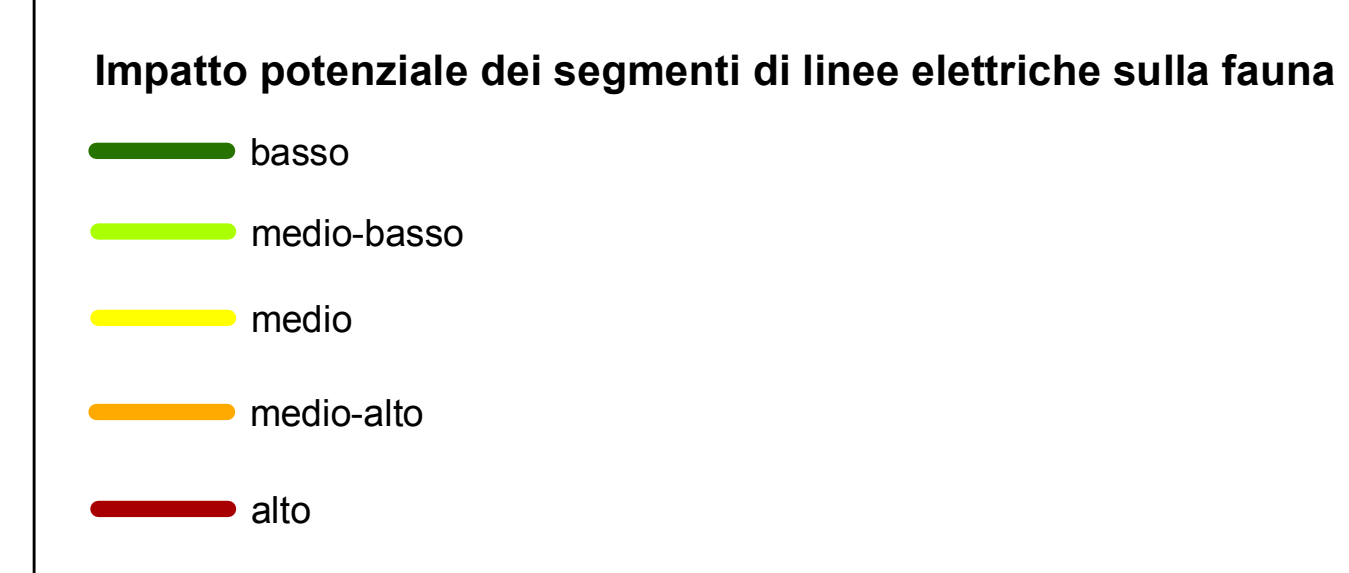 Impatto potenziale dei segmenti di linee elettriche sulla fauna
basso
medio-basso
medio
medio-alto
alto